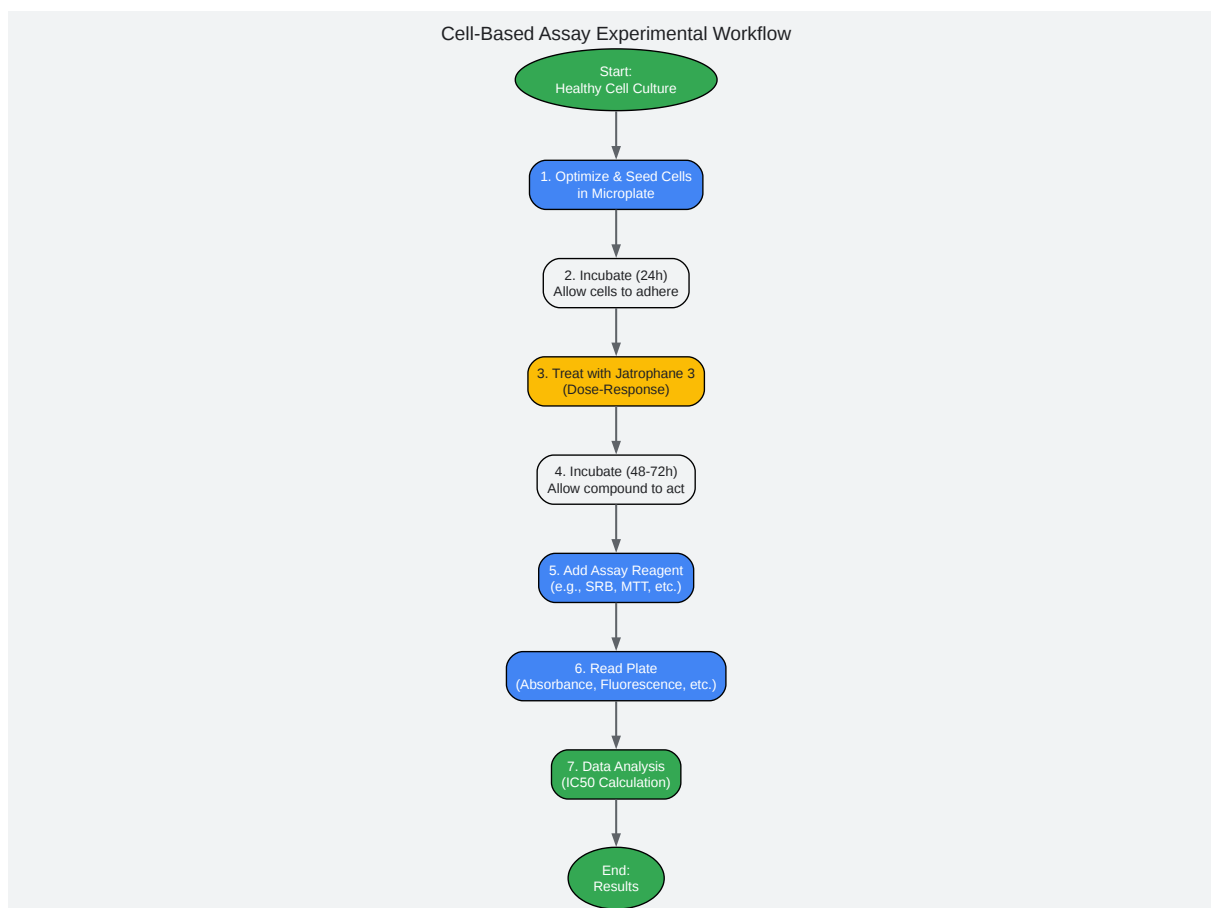 Cell-Based Assay Experimental Workflow
Start:
Healthy Cell Culture
1. Optimize & Seed Cells
in Microplate
2. Incubate (24h)
Allow cells to adhere
3. Treat with Jatrophane 3
(Dose-Response)
4. Incubate (48-72h)
Allow compound to act
5. Add Assay Reagent
(e.g., SRB, MTT, etc.)
6. Read Plate
(Absorbance, Fluorescence, etc.)
7. Data Analysis
(IC50 Calculation)
End:
Results